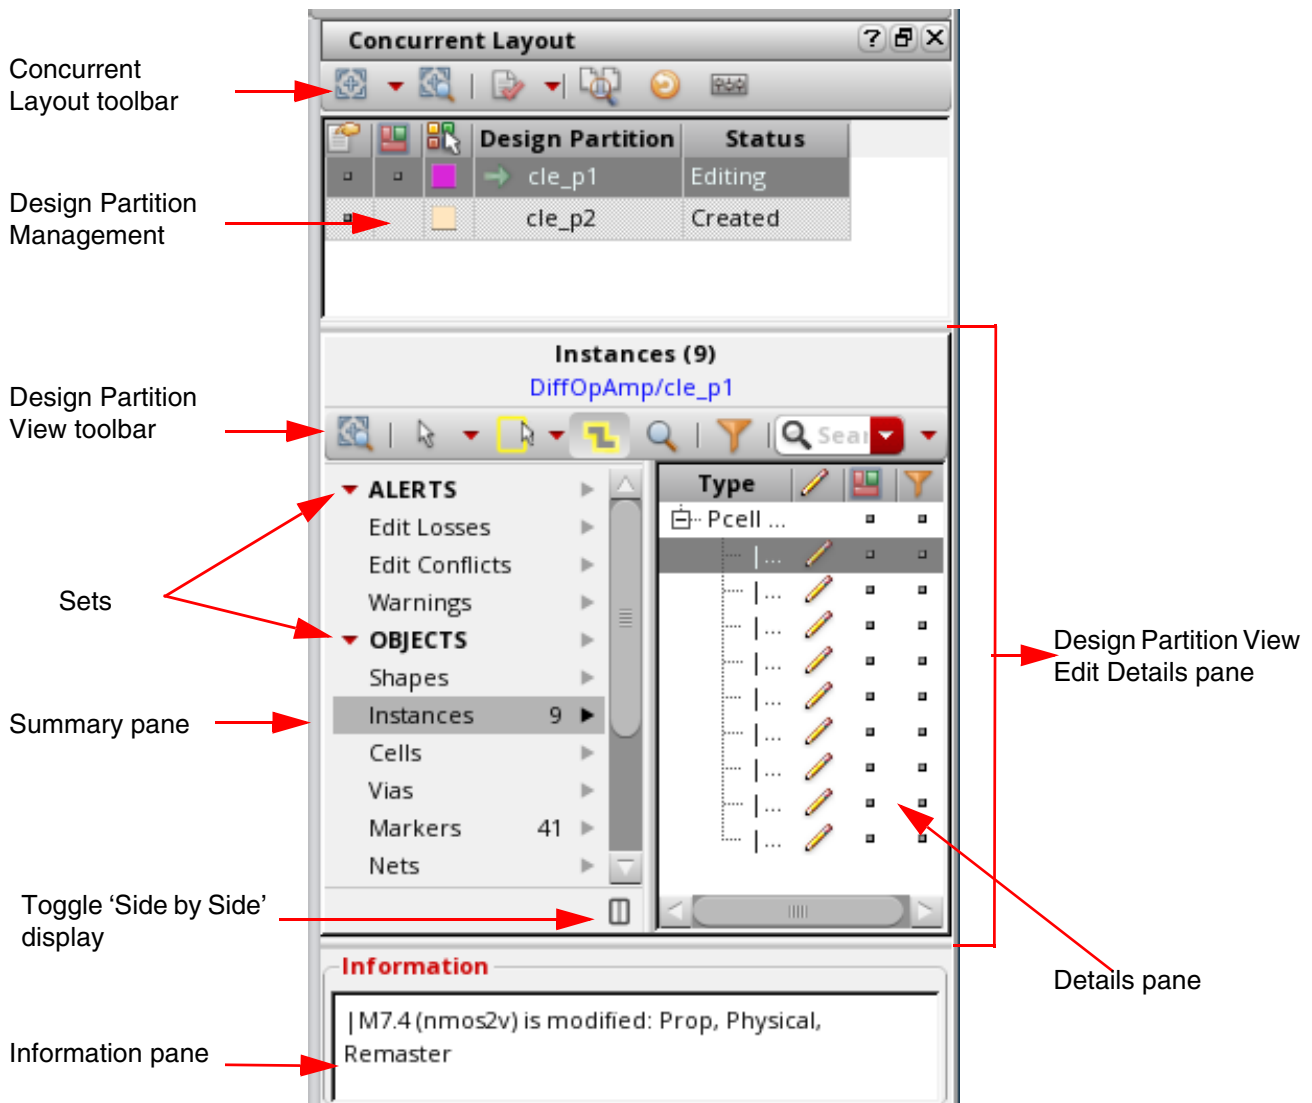 Concurrent Layout
Concurrent
Layout toolbar
Design Partition Status
cle_p1 Editing
cle_p2 Created
Design Partition
Management
Instances (9)
DiffOpAmp/cle_p1
Design Partition
View toolbar
Sear
ALERTS
Edit Losses
Edit Conflicts
Warnings
OBJECTS
Shapes
Instances 9
Cells
Vias
Markers 41
Nets
Type
Pcell ...
|...
|...
|...
|...
|...
|...
|...
|...
|...
Sets
Summary pane
Toggle ‘Side by Side’
display
Design Partition View
Edit Details pane
Details pane
Information
|M7.4 (nmos2v) is modified: Prop, Physical,
Remaster
Information pane